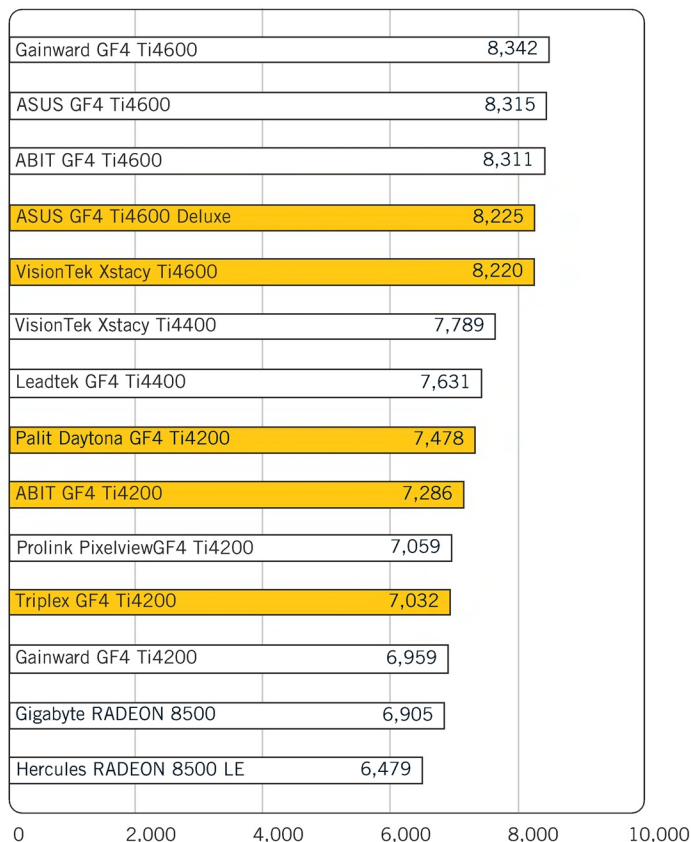 Gainward GF4 Ti4600 8,342
ASUS GF4 Ti4600 8,315
ABIT GF4 Ti4600 8,311
ASUS GF4 Ti4600 Deluxe 8,225
VisionTek Xstacy Ti4600 8,220
VisionTek Xstacy Ti4400 7,789
Leadtek GF4 Ti4400 7,631
Palit Daytona GF4 Ti4200 7,478
ABIT GF4 Ti4200 7,286
Prolink PixelviewGF4 Ti4200 7,059
Triplex GF4 Ti4200 7,032
Gainward GF4 Ti4200 6,959
Gigabyte RADEON 8500 6,905
Hercules RADEON 8500 LE 6,479
0 2,000 4,000 6,000 8,000 10,000